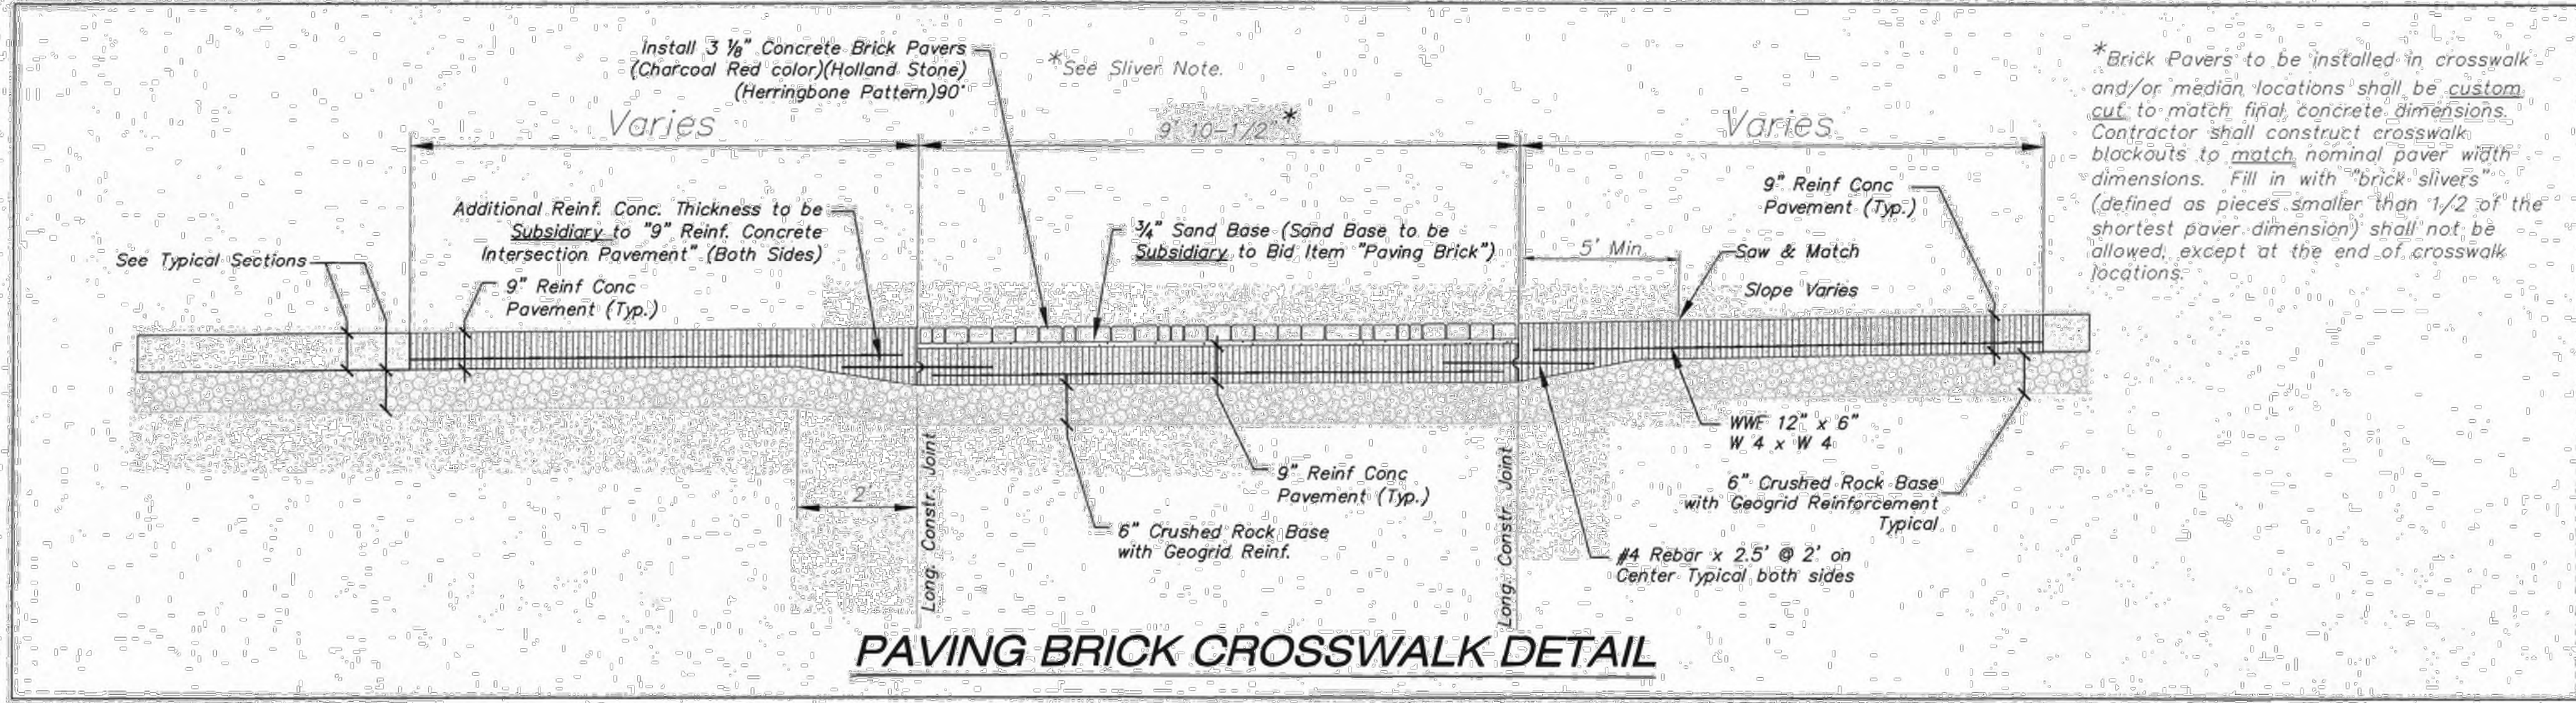 Install 3 1/8" Concrete Brick Pavers
(Charcoal Red color)(Holland Stone)
(Herringbone Pattern)90°
*See Sliver Note.
Varies
9' 10-1/2" *
Varies
*Brick Pavers to be installed in crosswalk
and/or median locations shall be custom
cut to match final concrete dimensions.
Contractor shall construct crosswalk
blockouts to match nominal paver width
dimensions. Fill in with "brick slivers"
(defined as pieces smaller than 1/2 of the
shortest paver dimension) shall not be
allowed, except at the end of crosswalk
locations.
Additional Reinf. Conc. Thickness to be
Subsidiary to "9" Reinf. Concrete
Intersection Pavement" (Both Sides)
3/4" Sand Base (Sand Base to be
Subsidiary to Bid Item "Paving Brick")
9" Reinf Conc
Pavement (Typ.)
5' Min.
Saw & Match
Slope Varies
See Typical Sections
9" Reinf Conc
Pavement (Typ.)
2'
Long. Constr. Joint
6" Crushed Rock Base
with Geogrid Reinf.
9" Reinf Conc
Pavement (Typ.)
Long. Constr. Joint
WWF 12" x 6"
W 4 x W 4
6" Crushed Rock Base
with Geogrid Reinforcement
Typical
#4 Rebar x 2.5' @ 2' on
Center Typical both sides
PAVING BRICK CROSSWALK DETAIL